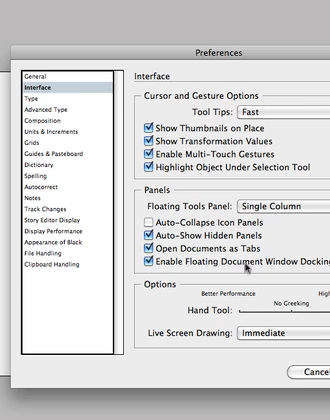 Preferences
General
Interface
Type
Advanced Type
Composition
Units & Increments
Grids
Guides & Pasteboard
Dictionary
Spelling
Autocorrect
Notes
Track Changes
Story Editor Display
Display Performance
Appearance of Black
File Handling
Clipboard Handling
Interface
Cursor and Gesture Options
Tool Tips: Fast
Show Thumbnails on Place
Show Transformation Values
Enable Multi-Touch Gestures
Highlight Object Under Selection Tool
Panels
Floating Tools Panel: Single Column
Auto-Collapse Icon Panels
Auto-Show Hidden Panels
Open Documents as Tabs
Enable Floating Document Window Docking
Options
Better Performance High
No Greeking
Hand Tool:
Live Screen Drawing: Immediate
Cancel